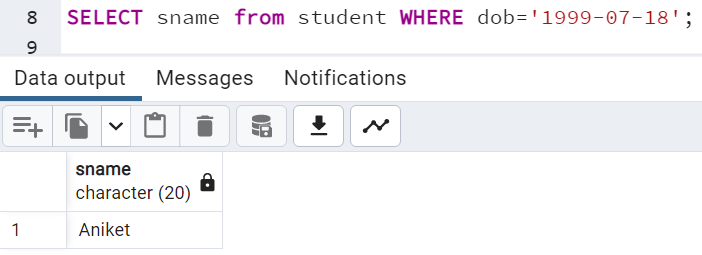 8 SELECT sname from student WHERE dob='1999-07-18';
9
Data output Messages Notifications
sname
character (20)
1 Aniket